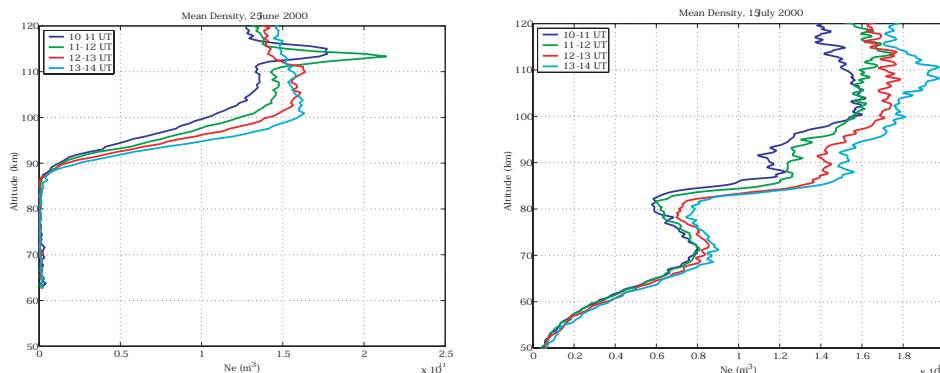 Mean Density, 25 June 2000
10-11 UT
11-12 UT
12-13 UT
13-14 UT
Altitude (km)
120
110
100
90
80
70
60
50
0
0.5
1
1.5
2
2.5
Ne (m³)
x 10¹¹
Mean Density, 15 July 2000
10-11 UT
11-12 UT
12-13 UT
13-14 UT
Altitude (km)
120
110
100
90
80
70
60
50
0
0.2
0.4
0.6
0.8
1
1.2
1.4
1.6
1.8
Ne (m³)
x 10